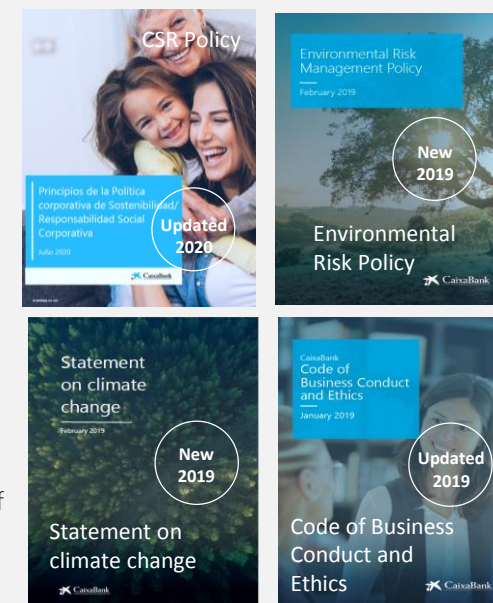 CSR Policy
Principios de la Política
corporativa de Sostenibilidad/
Responsabilidad Social
Corporativa
Julio 2020
Updated
2020
CaixaBank
Environmental Risk
Management Policy
February 2019
New
2019
Environmental
Risk Policy
CaixaBank
Statement
on climate
change
February 2019
New
2019
Statement on
climate change
CaixaBank
f
CaixaBank
Code of
Business Conduct
and Ethics
January 2019
Updated
2019
Code of Business
Conduct and
Ethics
CaixaBank